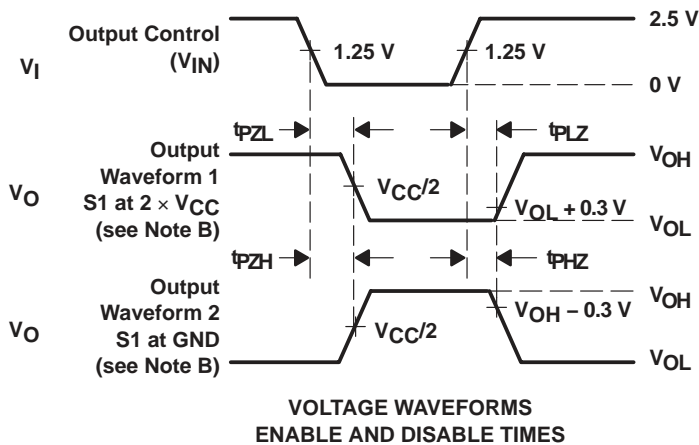 Output Control
(VIN)
VI
1.25 V
1.25 V
2.5 V
0 V
tPZL
tPLZ
Output
Waveform 1
S1 at 2 × VCC
(see Note B)
VO
VCC/2
VOL + 0.3 V
VOH
VOL
tPZH
tPHZ
Output
Waveform 2
S1 at GND
(see Note B)
VO
VCC/2
VOH − 0.3 V
VOH
VOL
VOLTAGE WAVEFORMS
ENABLE AND DISABLE TIMES